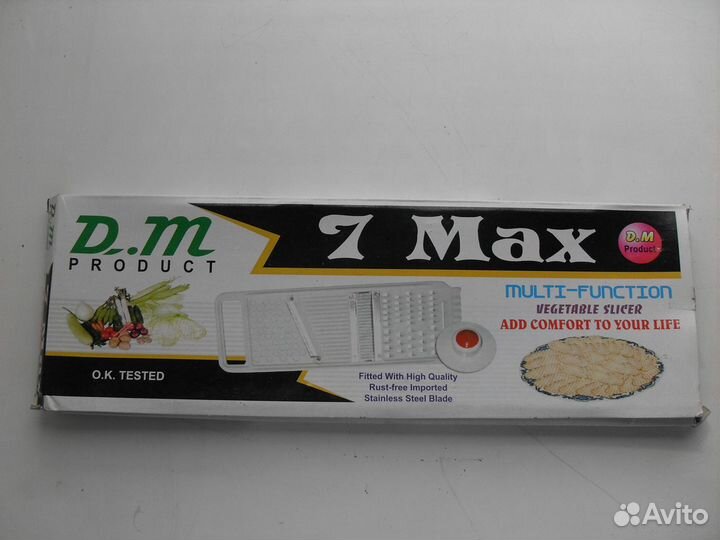 D.M
PRODUCT
7 Max
D.M
Product
MULTI-FUNCTION
VEGETABLE SLICER
ADD COMFORT TO YOUR LIFE
O.K. TESTED
Fitted With High Quality
Rust-free Imported
Stainless Steel Blade
Avito